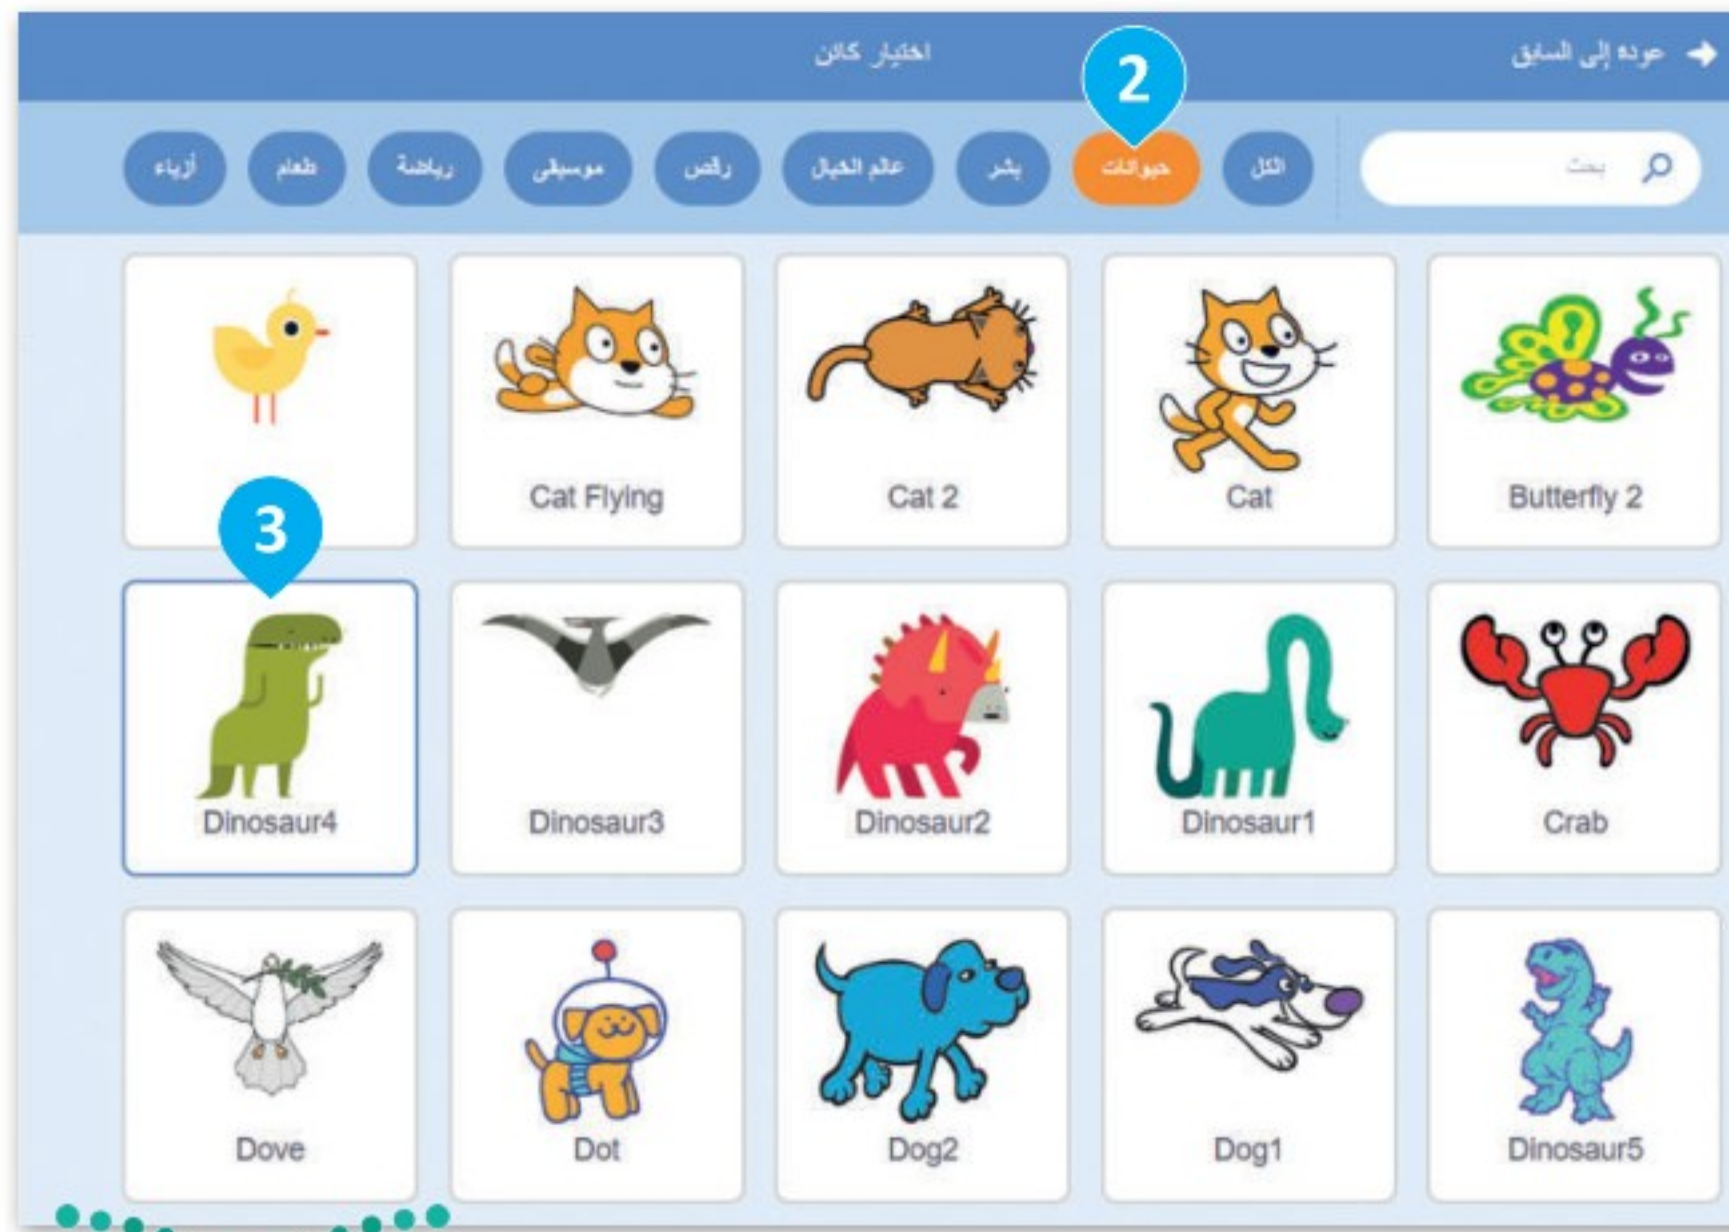 عودة إلى السابق
اختيار كائن
2
بحث
الكل
حيوانات
بشر
عالم الخيال
رقص
موسيقى
رياضة
طعام
أزياء
Butterfly 2
Cat
Cat 2
Cat Flying
3
Crab
Dinosaur1
Dinosaur2
Dinosaur3
Dinosaur4
Dinosaur5
Dog1
Dog2
Dot
Dove